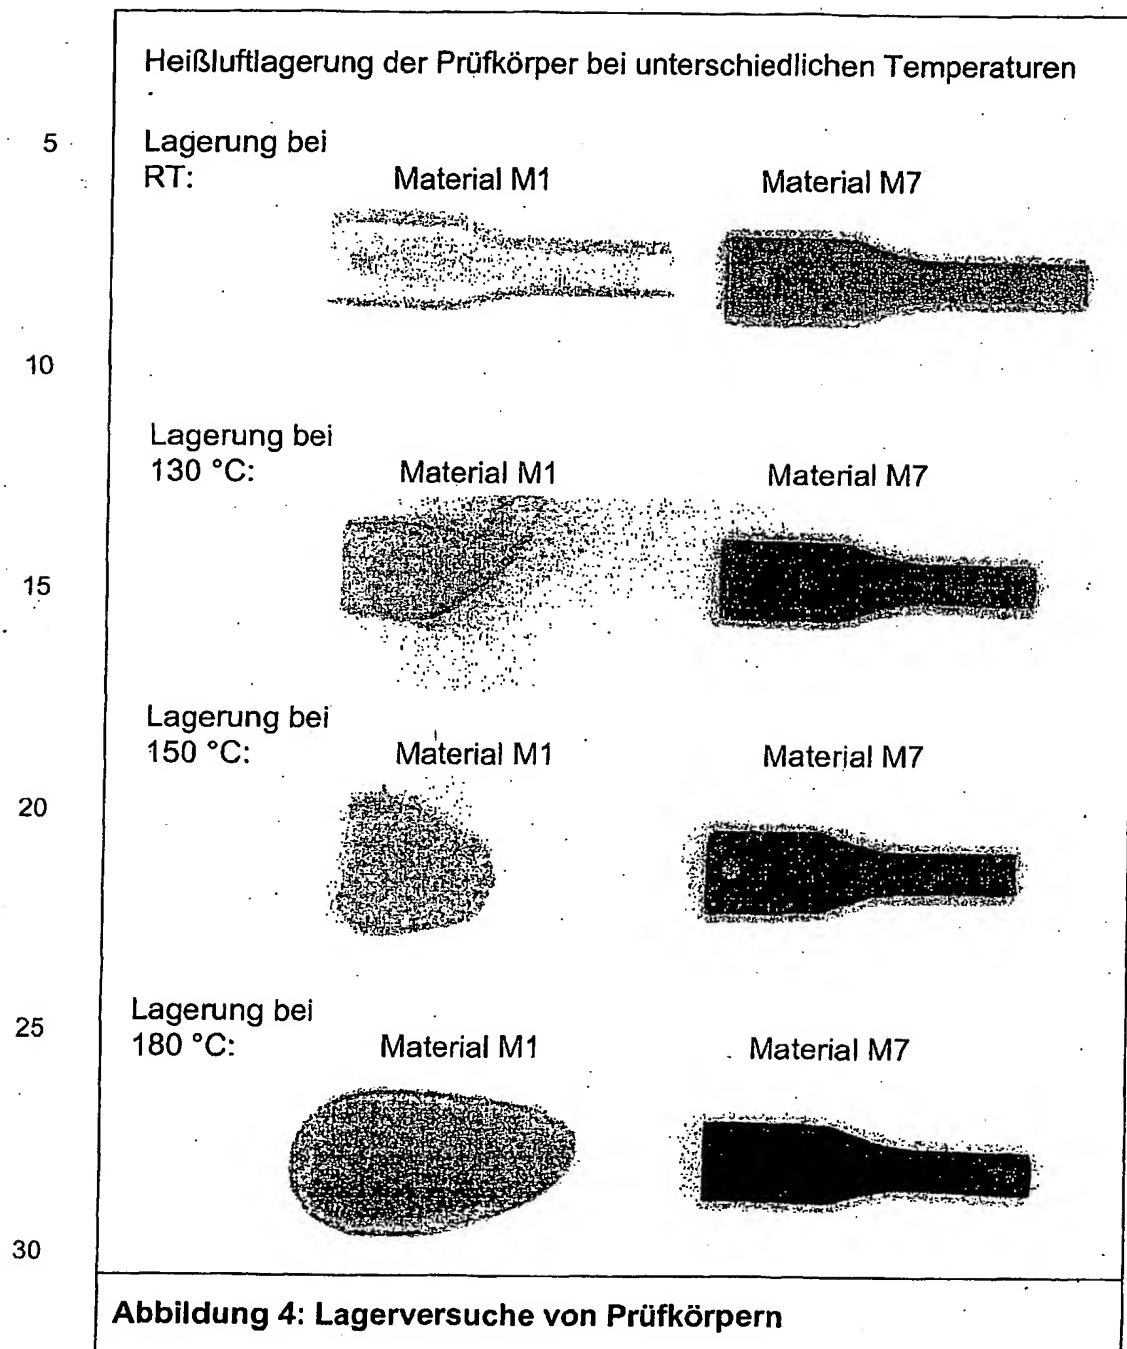 Heißluftlagerung der Prüfkörper bei unterschiedlichen Temperaturen
5
Lagerung bei
RT:
Material M1
Material M7
10
Lagerung bei
130 °C:
Material M1
Material M7
15
Lagerung bei
150 °C:
Material M1
Material M7
20
Lagerung bei
180 °C:
Material M1
Material M7
25
30
Abbildung 4: Lagerversuche von Prüfkörpern